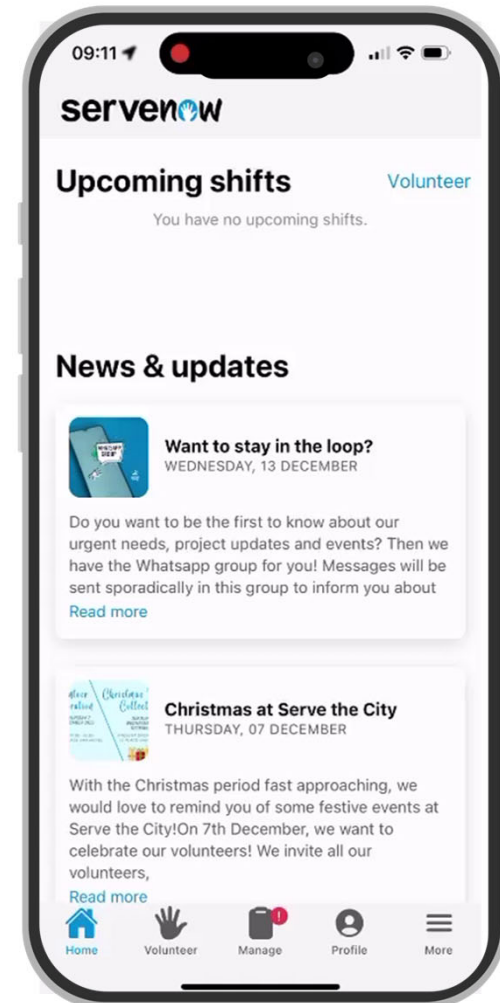 09:11
servenow
Upcoming shifts
Volunteer
You have no upcoming shifts.
News & updates
Want to stay in the loop?
WEDNESDAY, 13 DECEMBER
Do you want to be the first to know about our
urgent needs, project updates and events? Then we
have the Whatsapp group for you! Messages will be
sent sporadically in this group to inform you about
Read more
Christmas
Collect
Christmas at Serve the City
THURSDAY, 07 DECEMBER
With the Christmas period fast approaching, we
would love to remind you of some festive events at
Serve the City!On 7th December, we want to
celebrate our volunteers! We invite all our
volunteers,
Read more
!
Home
Volunteer
Manage
Profile
More